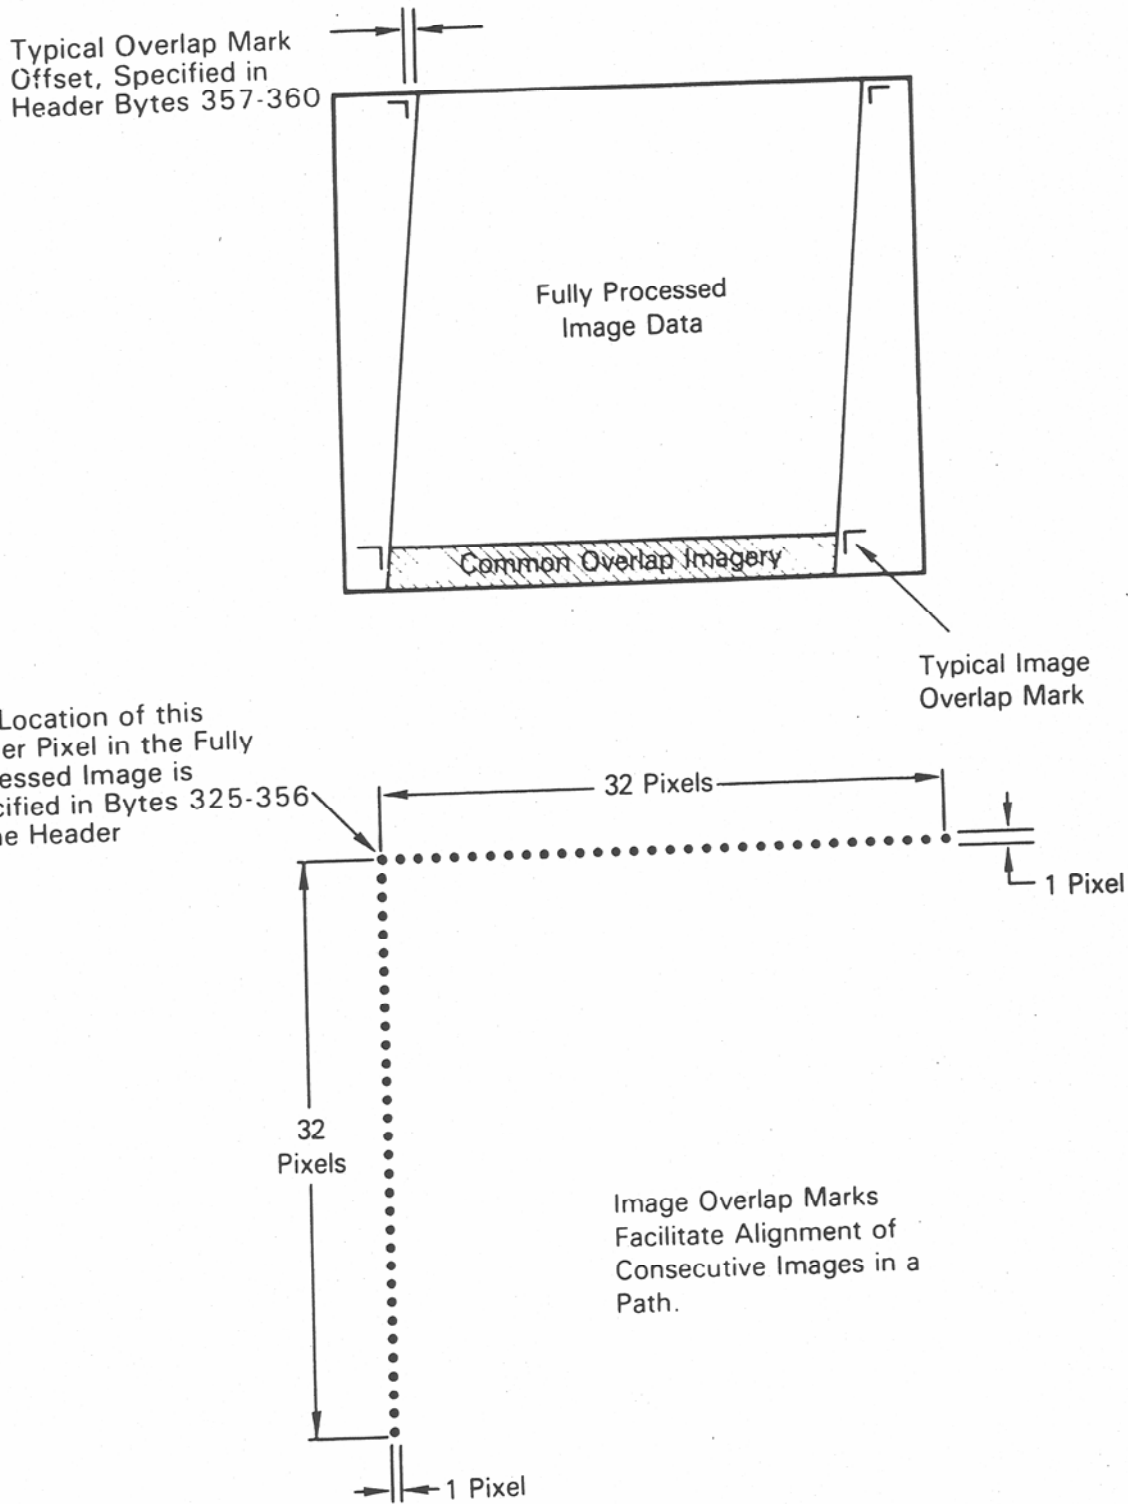 Typical Overlap Mark
Offset, Specified in
Header Bytes 357-360
Fully Processed
Image Data
Common Overlap Imagery
Typical Image
Overlap Mark
Location of this
er Pixel in the Fully
essed Image is
cified in Bytes 325-356
ne Header
32 Pixels
1 Pixel
32
Pixels
Image Overlap Marks
Facilitate Alignment of
Consecutive Images in a
Path.
1 Pixel